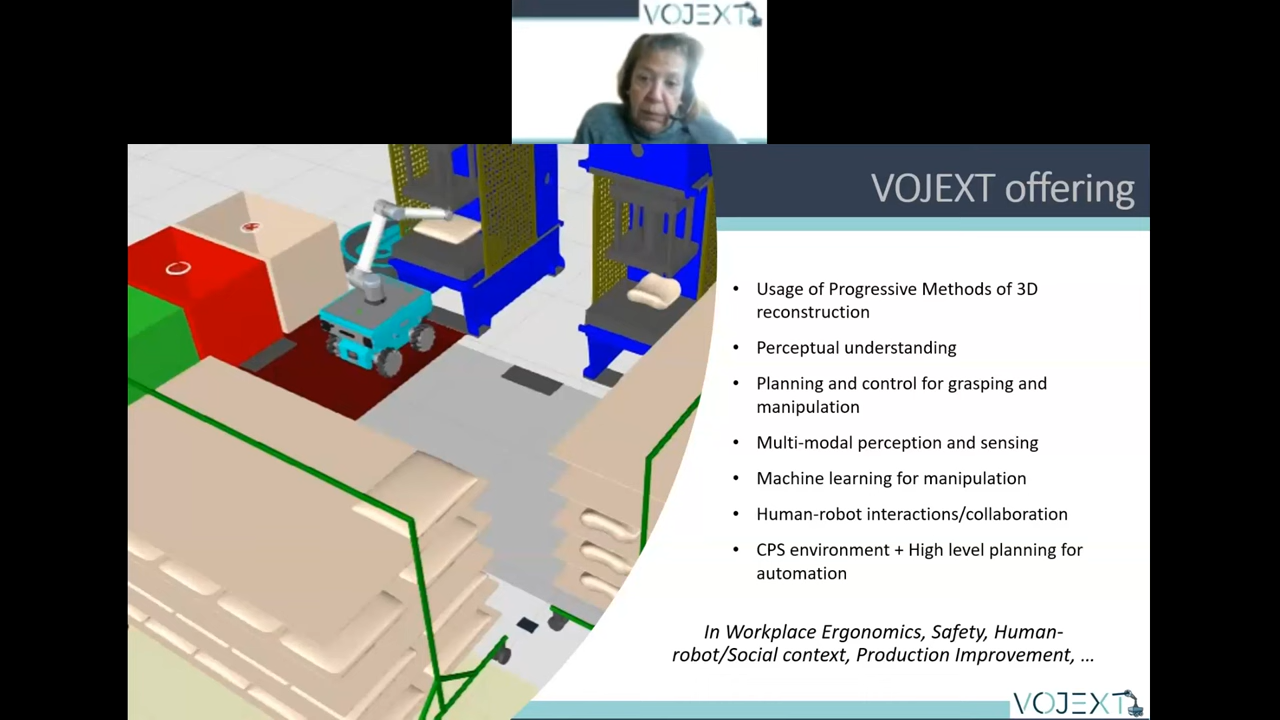 VOJEXT
VOJEXT offering
• Usage of Progressive Methods of 3D
reconstruction
• Perceptual understanding
• Planning and control for grasping and
manipulation
• Multi-modal perception and sensing
• Machine learning for manipulation
• Human-robot interactions/collaboration
• CPS environment + High level planning for
automation
In Workplace Ergonomics, Safety, Human-
robot/Social context, Production Improvement, ...
VOJEXT